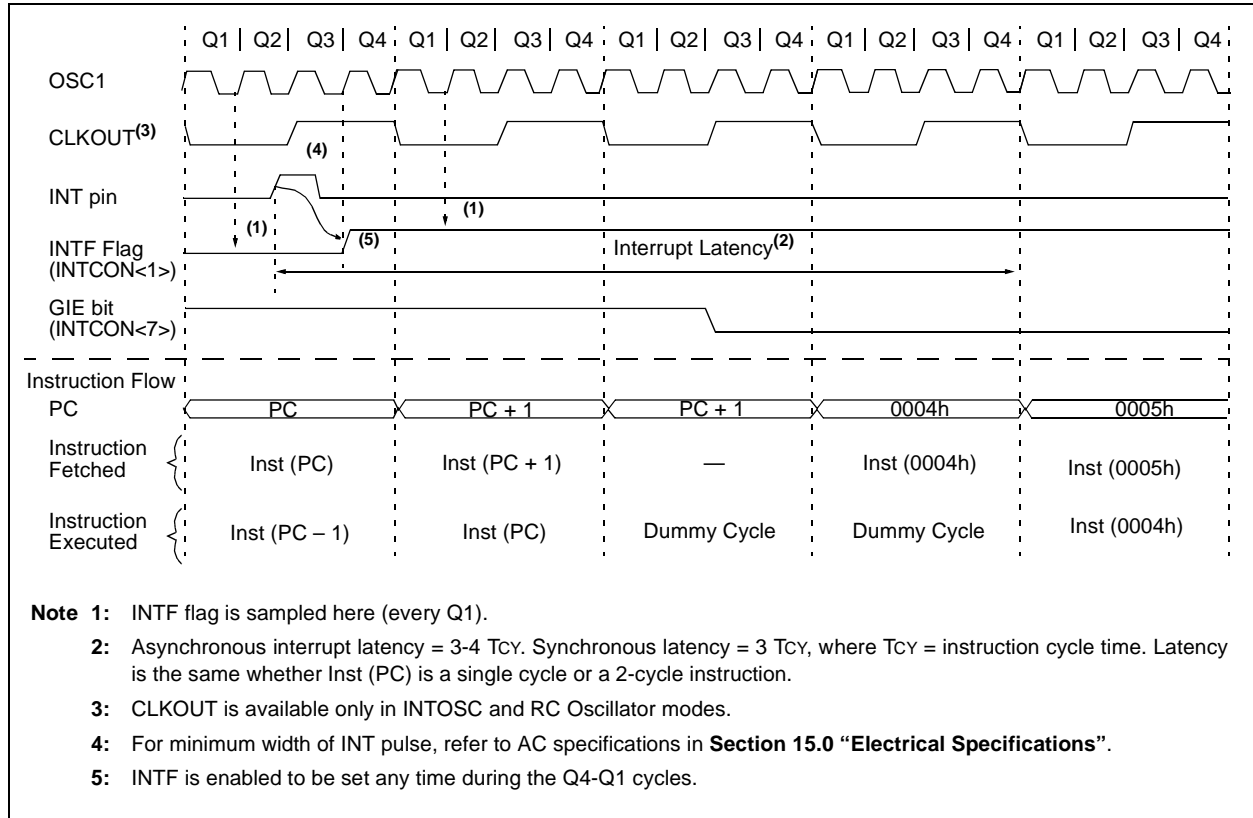 Q1 | Q2 | Q3 | Q4 Q1 | Q2 | Q3 | Q4 Q1 | Q2 | Q3 | Q4 Q1 | Q2 | Q3 | Q4 Q1 | Q2 | Q3 | Q4
OSC1
CLKOUT(3)
(4)
INT pin
(1)
(1)
(5)
INTF Flag
(INTCON<1>)
Interrupt Latency(2)
GIE bit
(INTCON<7>)
Instruction Flow
PC PC PC + 1 PC + 1 0004h 0005h
Instruction
Fetched
Inst (PC) Inst (PC + 1) — Inst (0004h) Inst (0005h)
Instruction
Executed
Inst (PC – 1) Inst (PC) Dummy Cycle Dummy Cycle Inst (0004h)
Note 1: INTF flag is sampled here (every Q1).
2: Asynchronous interrupt latency = 3-4 TCY. Synchronous latency = 3 TCY, where TCY = instruction cycle time. Latency
is the same whether Inst (PC) is a single cycle or a 2-cycle instruction.
3: CLKOUT is available only in INTOSC and RC Oscillator modes.
4: For minimum width of INT pulse, refer to AC specifications in Section 15.0 “Electrical Specifications”.
5: INTF is enabled to be set any time during the Q4-Q1 cycles.